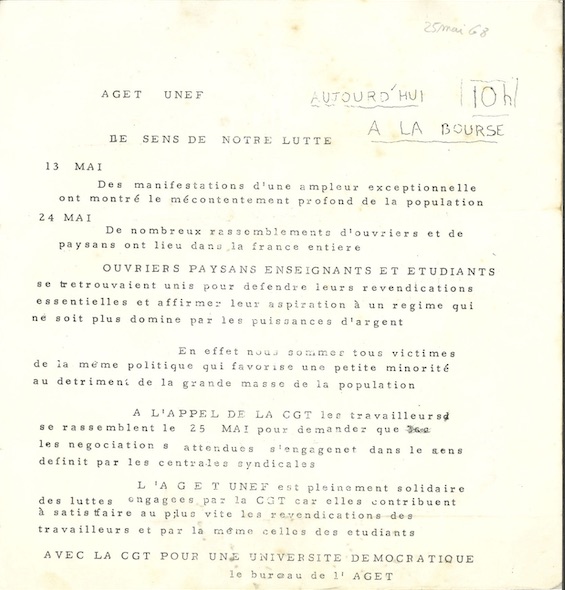 25 mai 68
AGET UNEF
AUJOURD'HUI 10h
A LA BOURSE
LE SENS DE NOTRE LUTTE
13 MAI
Des manifestations d'une ampleur exceptionnelle
ont montré le mécontentement profond de la population
24 MAI
De nombreux rassemblements d'ouvriers et de
paysans ont lieu dans la france entiere
OUVRIERS PAYSANS ENSEIGNANTS ET ETUDIANTS
se tretrouvaient unis pour defendre leurs revendications
essentielles et affirmer leur aspiration à un regime qui
ne soit plus domine par les puissances d'argent
En effet nous sommer tous victimes
de la même politique qui favorise une petite minorité
au detriment de la grande masse de la population
A L'APPEL DE LA CGT les travailleurs
se rassemblent le 25 MAI pour demander que
les negociation s attendues s'engagenet dans le sens
definit par les centrales syndicales
L 'A G E T UNEF est pleinement solidaire
des luttes engagees par la CGT car elles contribuent
à satisfaire au plus vite les revendications des
travailleurs et par la même celles des etudiants
AVEC LA CGT POUR UNE UNIVERSITE DEMOCRATIQUE
le bureau de l' AGET